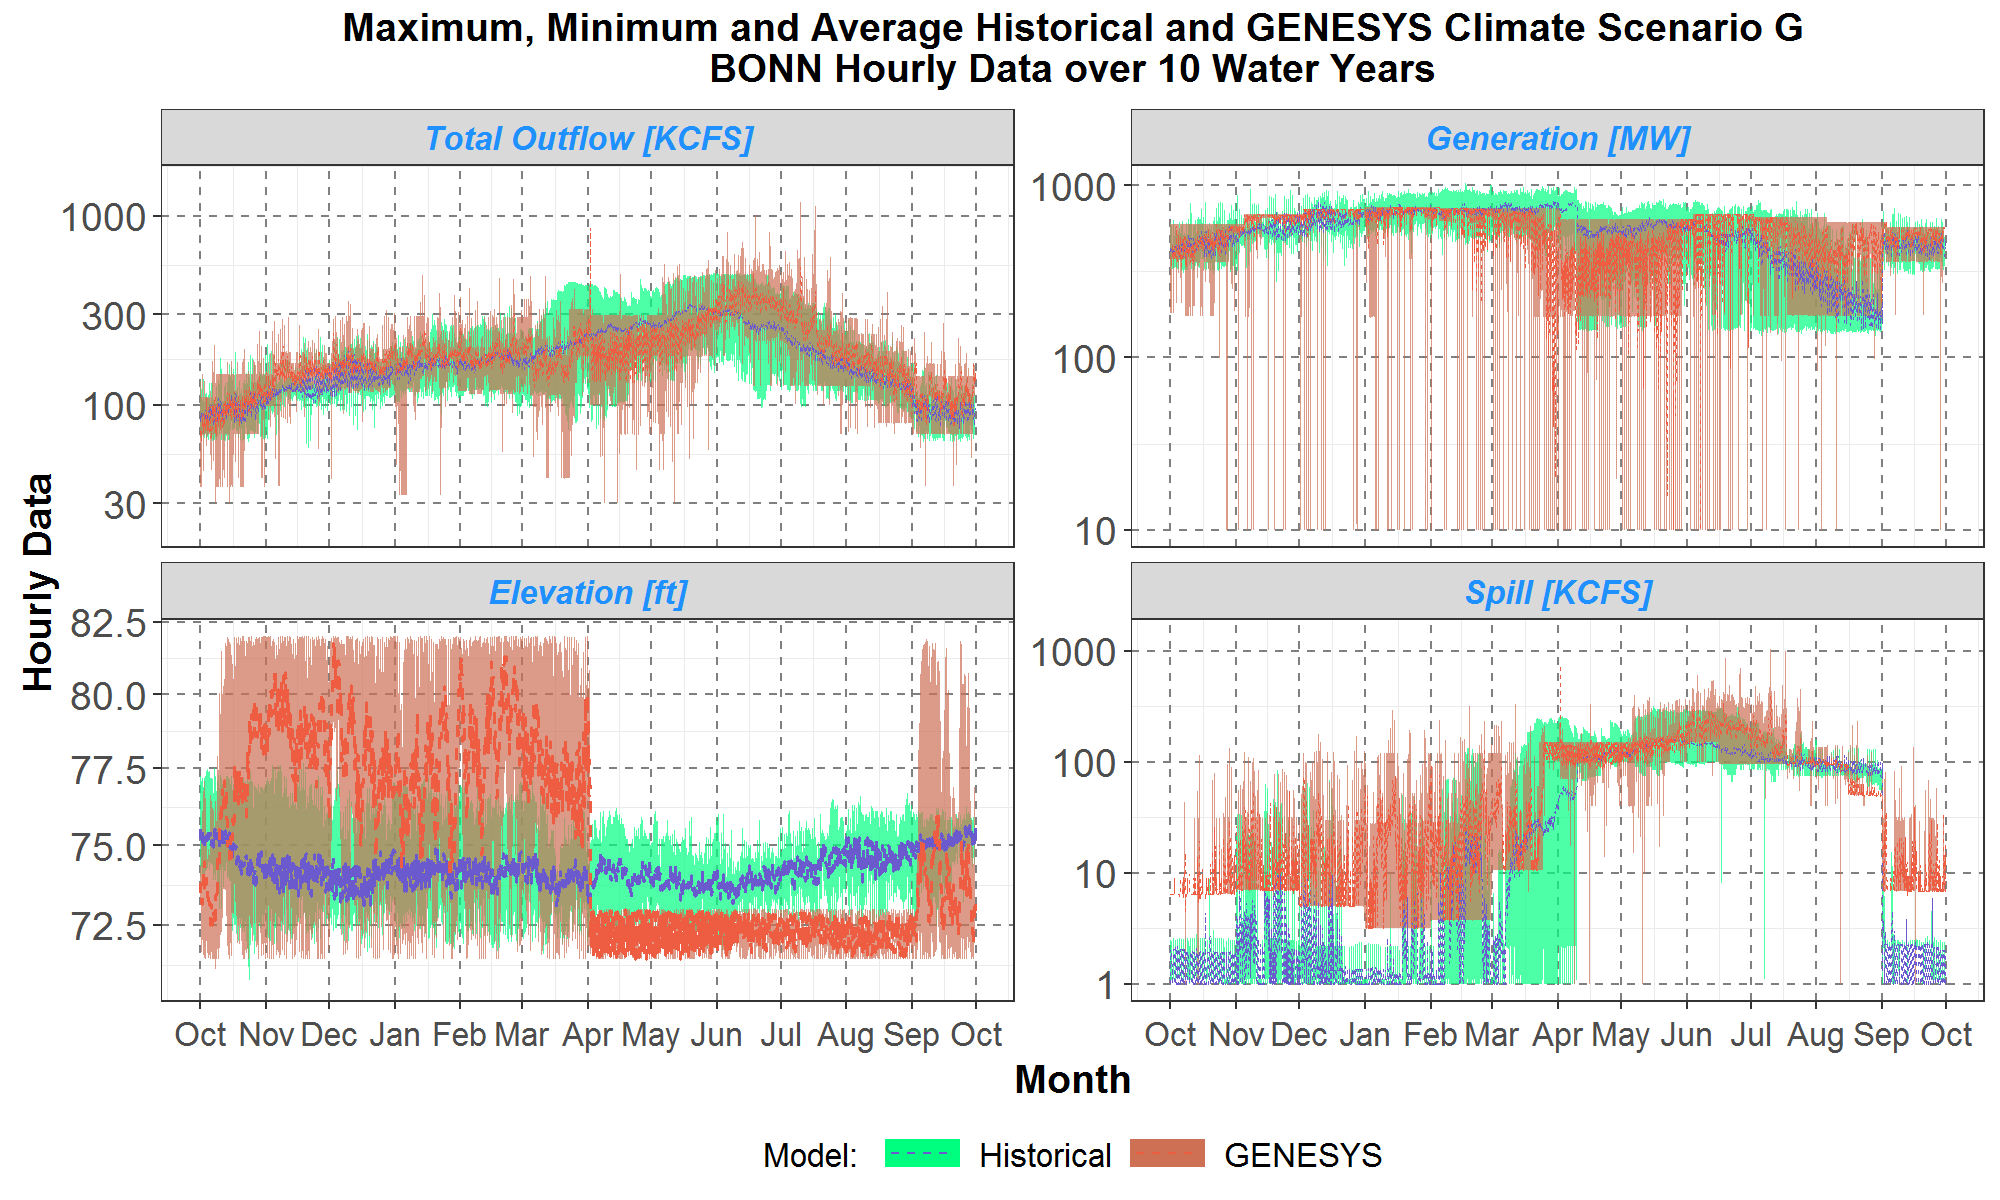 Maximum, Minimum and Average Historical and GENESYS Climate Scenario G
BONN Hourly Data over 10 Water Years
Total Outflow [KCFS]
1000
300
100
30
Generation [MW]
1000
100
10
Hourly Data
Elevation [ft]
82.5
80.0
77.5
75.0
72.5
Oct Nov Dec Jan Feb Mar Apr May Jun Jul Aug Sep Oct
Spill [KCFS]
1000
100
10
1
Oct Nov Dec Jan Feb Mar Apr May Jun Jul Aug Sep Oct
Month
Model: Historical GENESYS